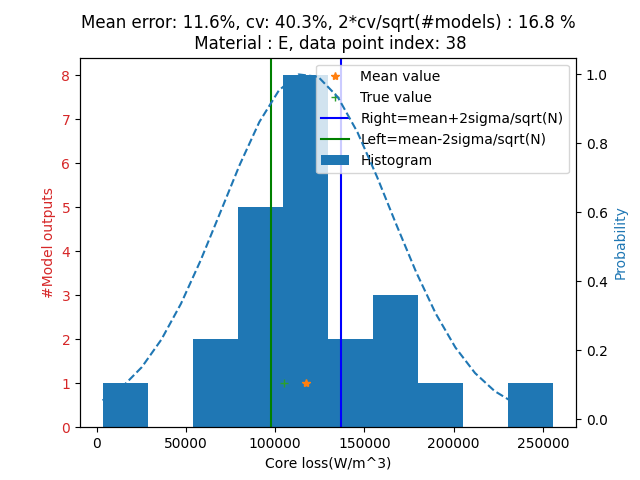 Mean error: 11.6%, cv: 40.3%, 2*cv/sqrt(#models) : 16.8 %
Material : E, data point index: 38
Mean value
True value
Right=mean+2sigma/sqrt(N)
Left=mean-2sigma/sqrt(N)
Histogram
#Model outputs
8
7
6
5
4
3
2
1
0
Probability
1.0
0.8
0.6
0.4
0.2
0.0
0 50000 100000 150000 200000 250000
Core loss(W/m^3)